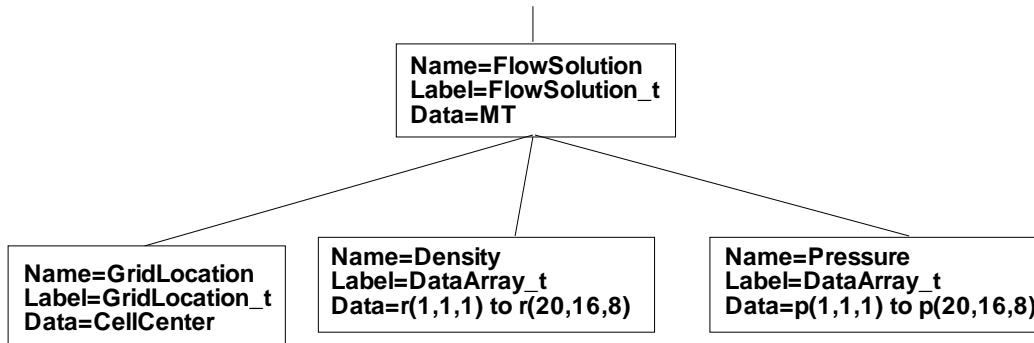 Name=FlowSolution
Label=FlowSolution_t
Data=MT
Name=GridLocation
Label=GridLocation_t
Data=CellCenter
Name=Density
Label=DataArray_t
Data=r(1,1,1) to r(20,16,8)
Name=Pressure
Label=DataArray_t
Data=p(1,1,1) to p(20,16,8)